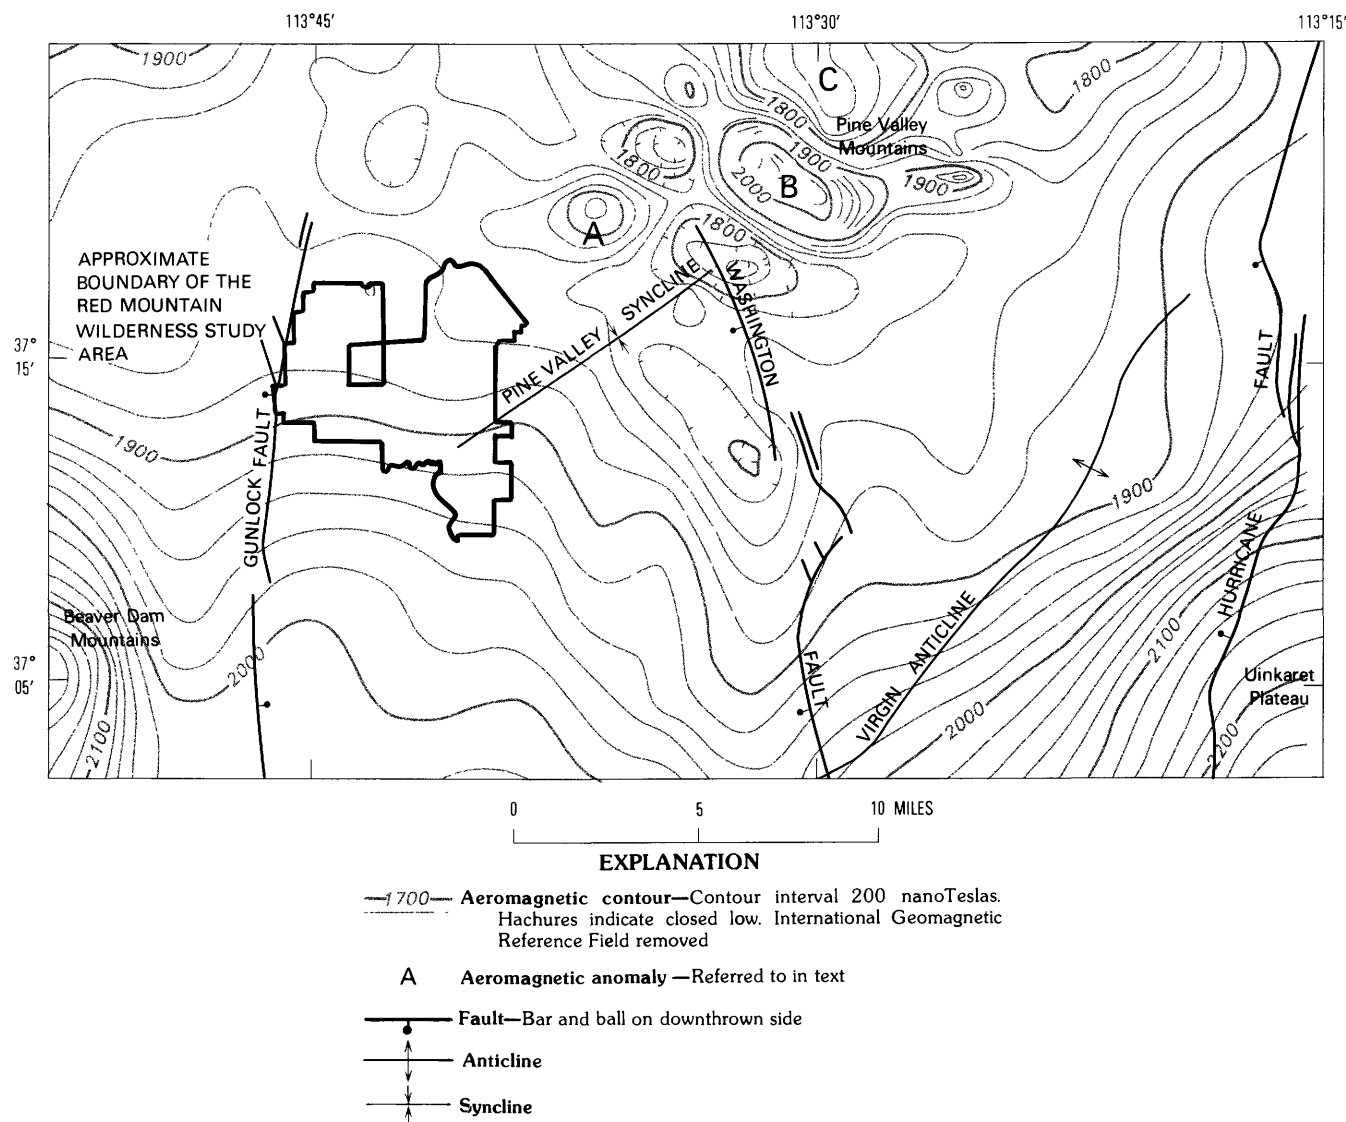 113°45′
113°30′
113°15′
1900
1800
C
1800
Pine Valley
Mountains
1900
1800
2000
B
1900
A
1800
APPROXIMATE
BOUNDARY OF THE
RED MOUNTAIN
WILDERNESS STUDY
AREA
37°
15′
PINE VALLEY SYNCLINE
WASHINGTON
FAULT
1900
GUNLOCK FAULT
1900
HURRICANE
FAULT
Beaver Dam
Mountains
37°
05′
2000
VIRGIN ANTICLINE
2100
Uinkaret
Plateau
2000
2100
2200
0 5 10 MILES
EXPLANATION
1700 Aeromagnetic contour—Contour interval 200 nanoTeslas.
Hachures indicate closed low. International Geomagnetic
Reference Field removed
A Aeromagnetic anomaly—Referred to in text
Fault—Bar and ball on downthrown side
Anticline
Syncline